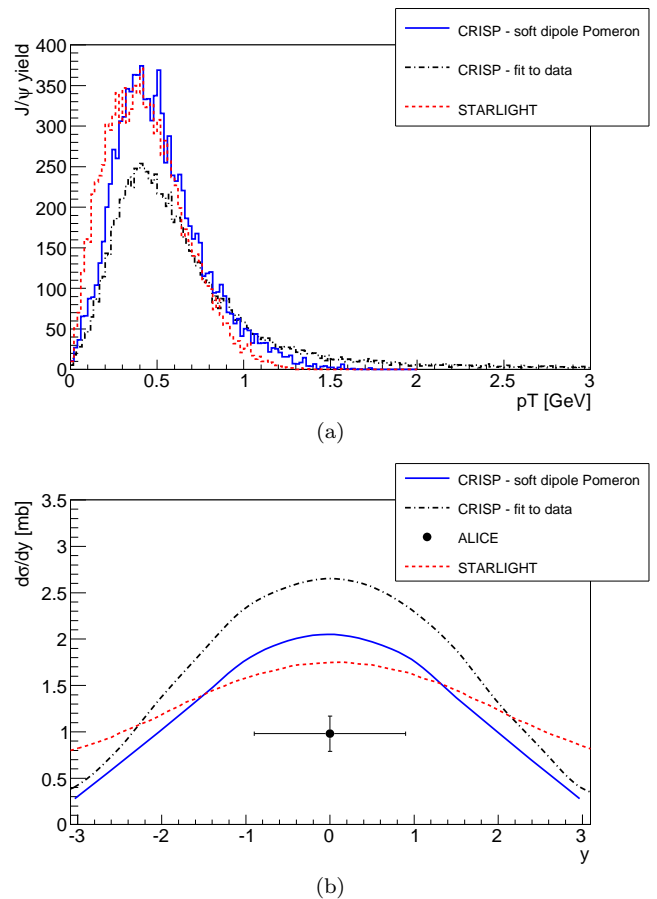 CRISP - soft dipole Pomeron
CRISP - fit to data
STARLIGHT
J/ψ yield
400
350
300
250
200
150
100
50
0
0 0.5 1 1.5 2 2.5 3
pT [GeV]
(a)
CRISP - soft dipole Pomeron
CRISP - fit to data
ALICE
STARLIGHT
dσ/dy [mb]
3.5
3
2.5
2
1.5
1
0.5
0
-3 -2 -1 0 1 2 3
y
(b)